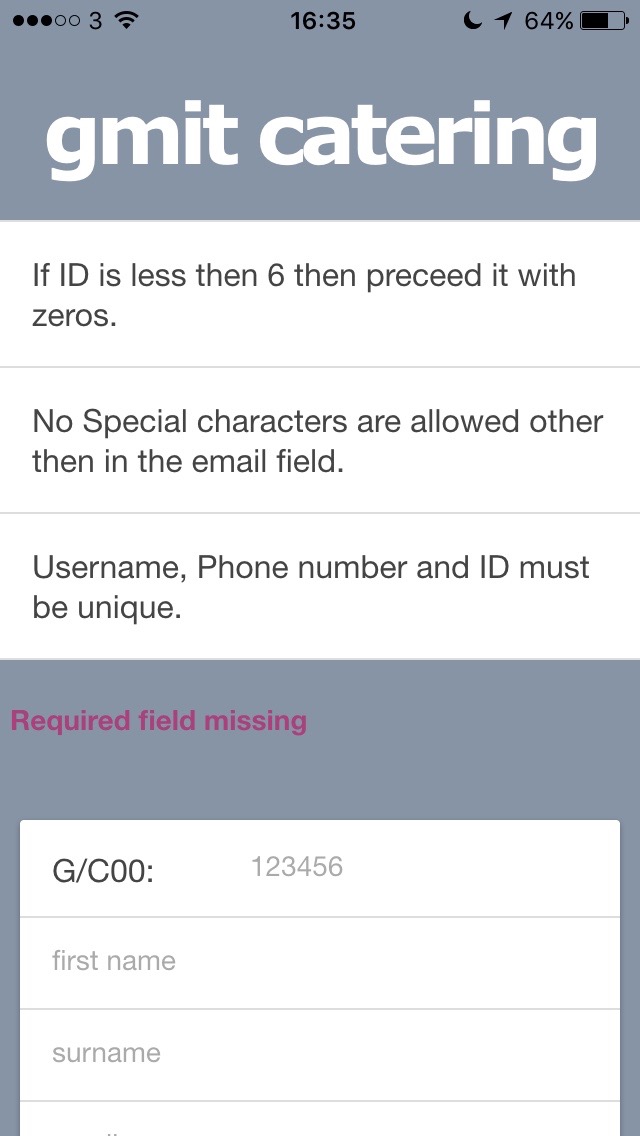 3 16:35 64%
gmit catering
If ID is less then 6 then preceed it with
zeros.
No Special characters are allowed other
then in the email field.
Username, Phone number and ID must
be unique.
Required field missing
G/C00: 123456
first name
surname